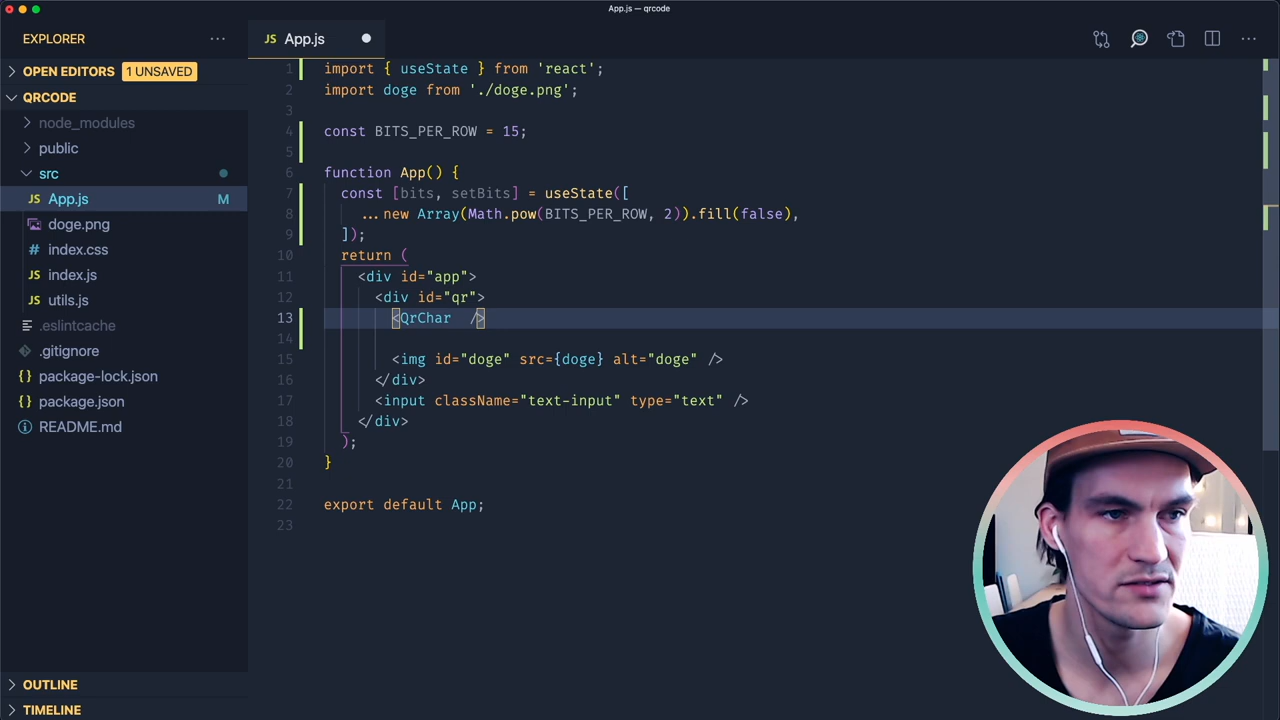 App.js — qrcode
EXPLORER
OPEN EDITORS 1 UNSAVED
QRCODE
node_modules
public
src
JS App.js M
doge.png
# index.css
JS index.js
JS utils.js
.eslintcache
.gitignore
{} package-lock.json
{} package.json
README.md
OUTLINE
TIMELINE
JS App.js
1 import { useState } from 'react';
2 import doge from './doge.png';
3
4 const BITS_PER_ROW = 15;
5
6 function App() {
7 const [bits, setBits] = useState([
8 ...new Array(Math.pow(BITS_PER_ROW, 2)).fill(false),
9 ]);
10 return (
11 <div id="app">
12 <div id="qr">
13 <QrChar />
14
15 <img id="doge" src={doge} alt="doge" />
16 </div>
17 <input className="text-input" type="text" />
18 </div>
19 );
20 }
21
22 export default App;
23